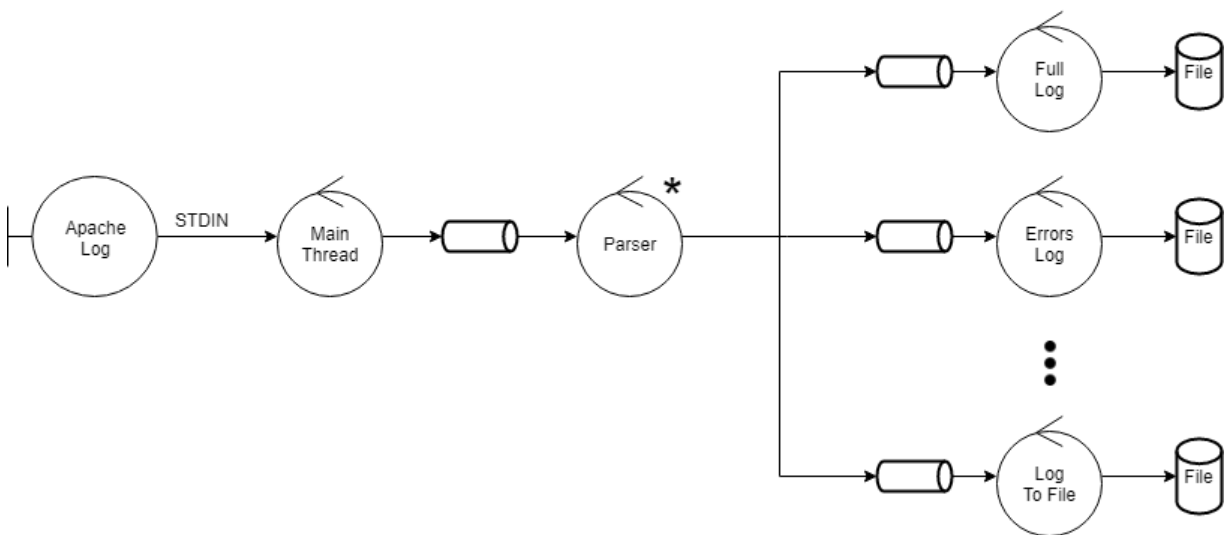 Full
Log
File
Apache
Log
STDIN
Main
Thread
Parser
*
Errors
Log
File
Log
To File
File